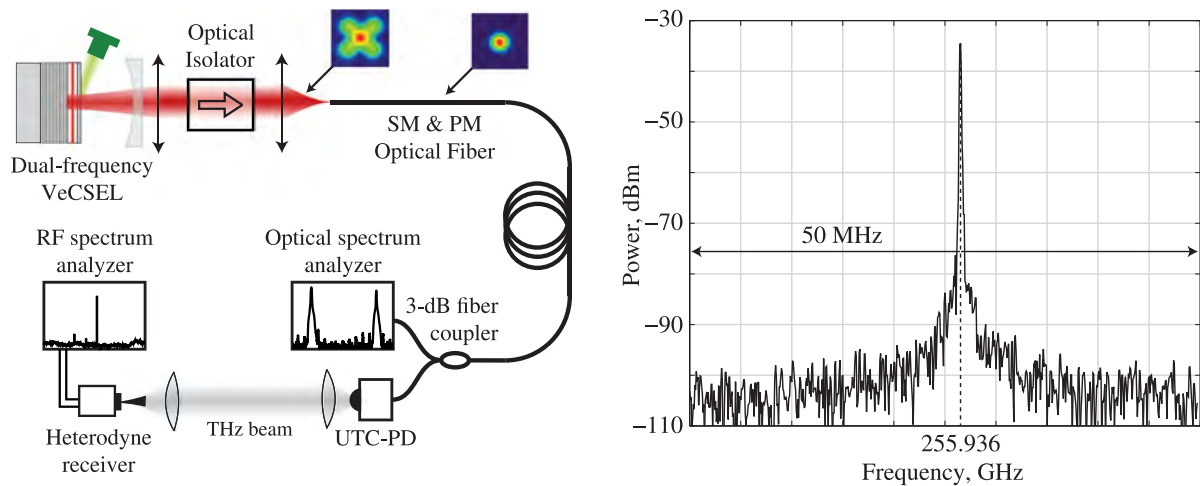 Optical
Isolator
Dual-frequency
VeCSEL
SM & PM
Optical Fiber
RF spectrum
analyzer
Optical spectrum
analyzer
3-dB fiber
coupler
THz beam
UTC-PD
Heterodyne
receiver
−30
−50
−70
−90
−110
Power, dBm
50 MHz
255.936
Frequency, GHz